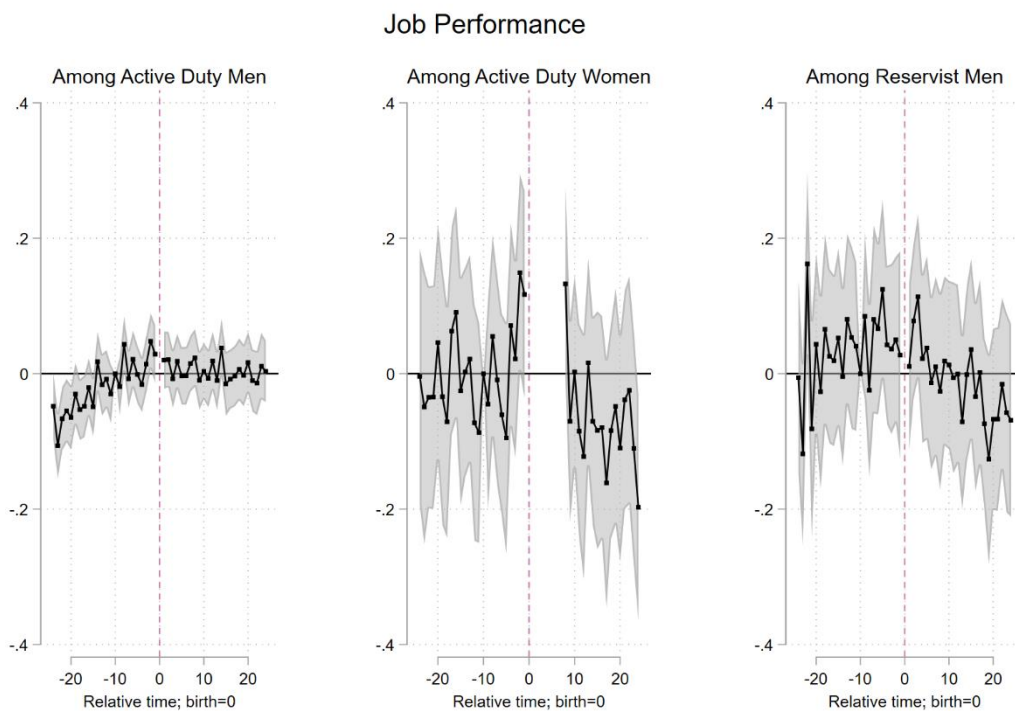 Job Performance
Among Active Duty Men
.4
.2
0
-.2
-.4
-20 -10 0 10 20
Relative time; birth=0
Among Active Duty Women
.4
.2
0
-.2
-.4
-20 -10 0 10 20
Relative time; birth=0
Among Reservist Men
.4
.2
0
-.2
-.4
-20 -10 0 10 20
Relative time; birth=0